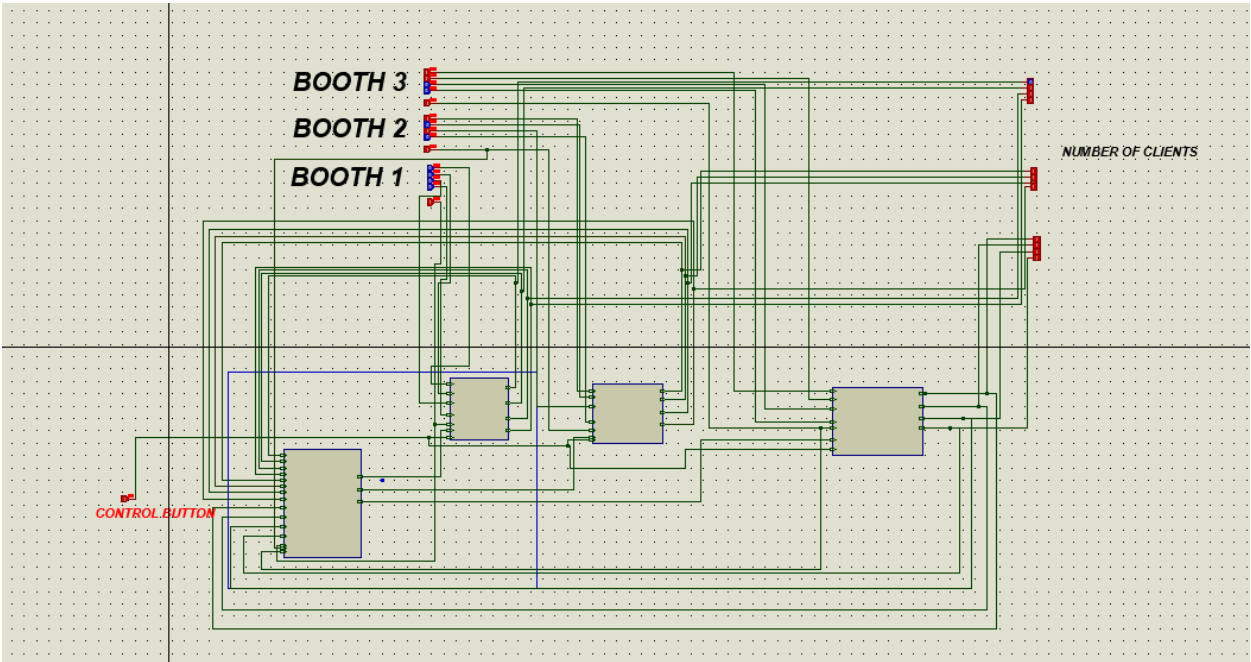 BOOTH 3
BOOTH 2
NUMBER OF CLIENTS
BOOTH 1
CONTROL BUTTON